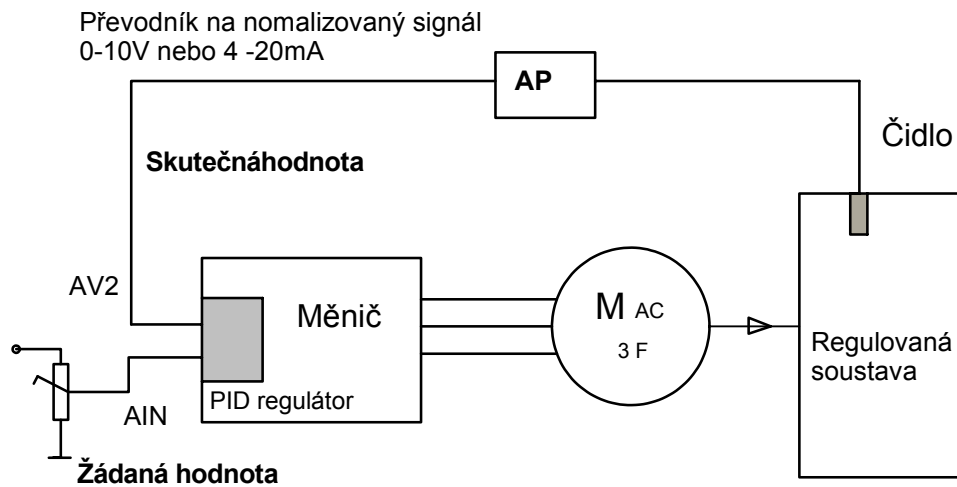 Převodník na nomalizovaný signál
0-10V nebo 4 -20mA
AP
Čidlo
Skutečnáhodnota
AV2
Měnič
M AC
3 F
Regulovaná
soustava
PID regulátor
AIN
Žádaná hodnota